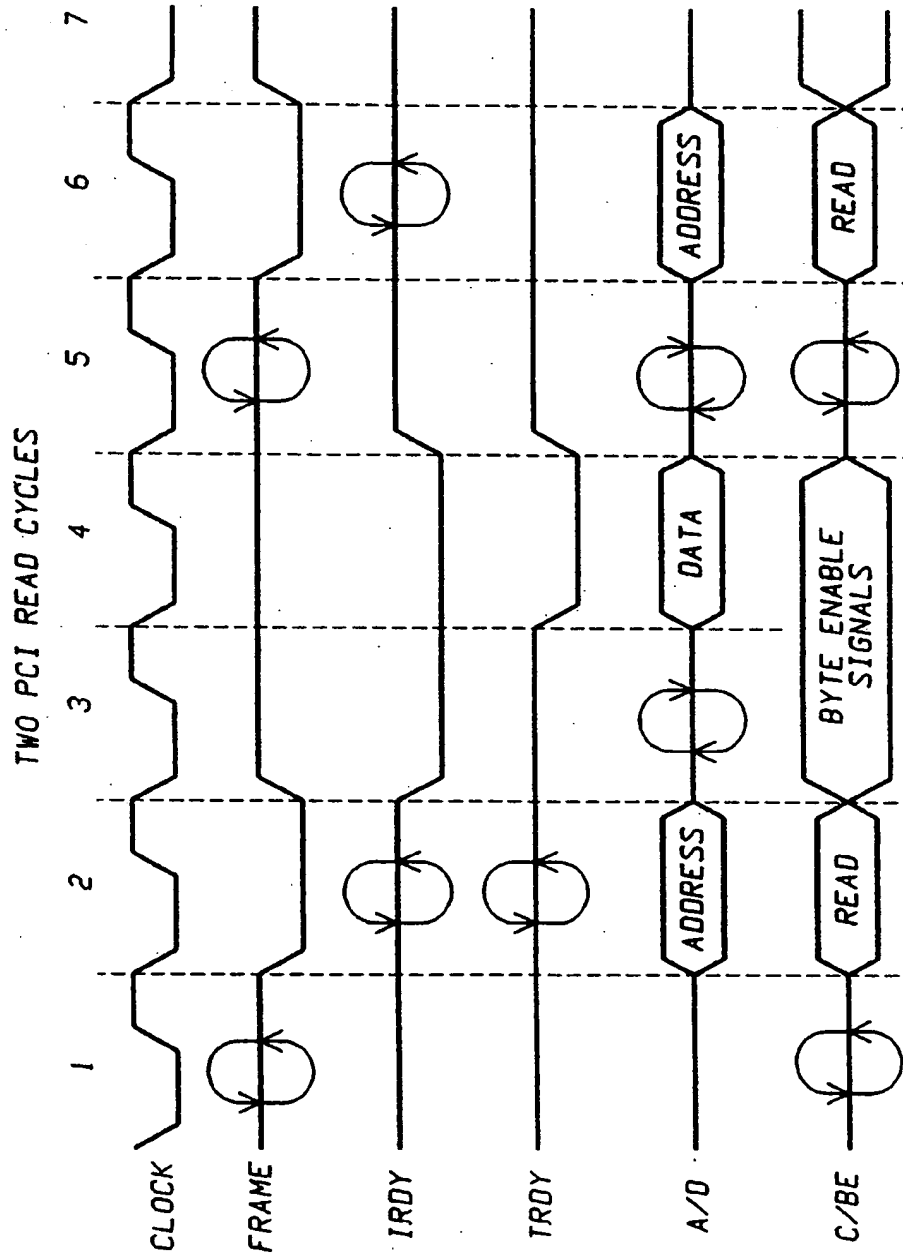 TWO PCI READ CYCLES
1 2 3 4 5 6 7
CLOCK
FRAME
IRDY
TRDY
A/D ADDRESS DATA ADDRESS
C/BE READ BYTE ENABLE READ
SIGNALS